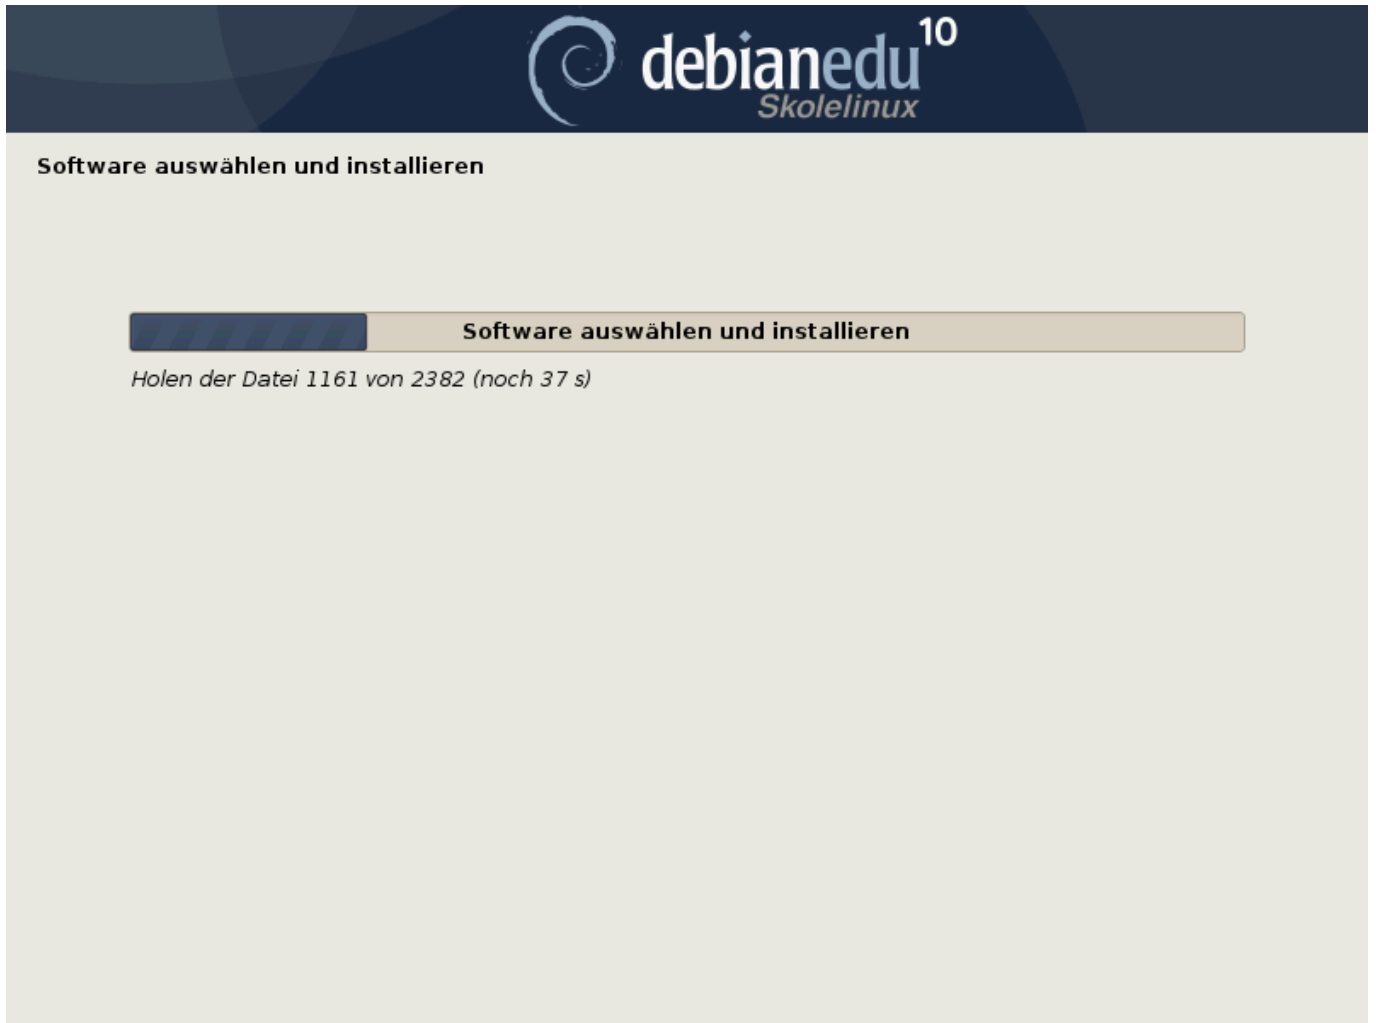 debianedu 10
Skolelinux
Software auswählen und installieren
Software auswählen und installieren
Holen der Datei 1161 von 2382 (noch 37 s)